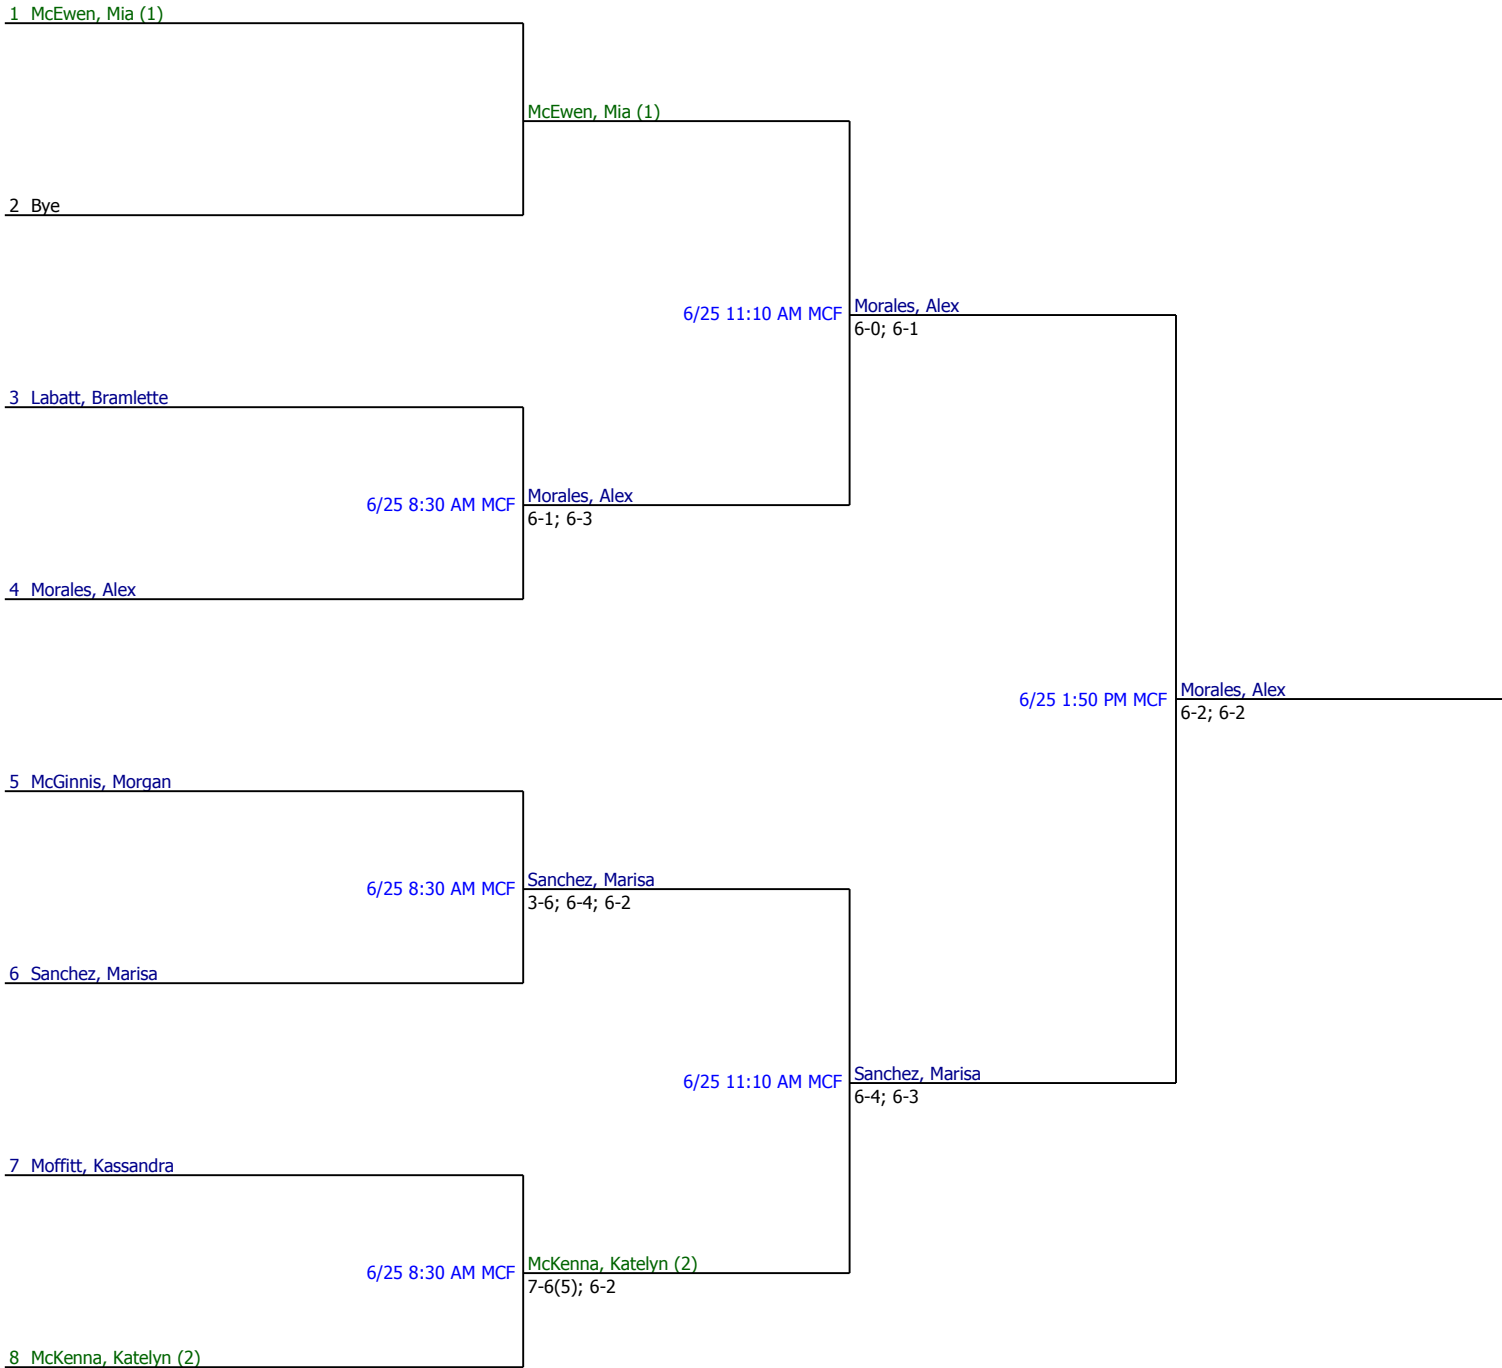 1 McEwen, Mia (1)
McEwen, Mia (1)
2 Bye
6/25 11:10 AM MCF
Morales, Alex
6-0; 6-1
3 Labatt, Bramlette
6/25 8:30 AM MCF
Morales, Alex
6-1; 6-3
4 Morales, Alex
6/25 1:50 PM MCF
Morales, Alex
6-2; 6-2
5 McGinnis, Morgan
6/25 8:30 AM MCF
Sanchez, Marisa
3-6; 6-4; 6-2
6 Sanchez, Marisa
6/25 11:10 AM MCF
Sanchez, Marisa
6-4; 6-3
7 Moffitt, Kassandra
6/25 8:30 AM MCF
McKenna, Katelyn (2)
7-6(5); 6-2
8 McKenna, Katelyn (2)